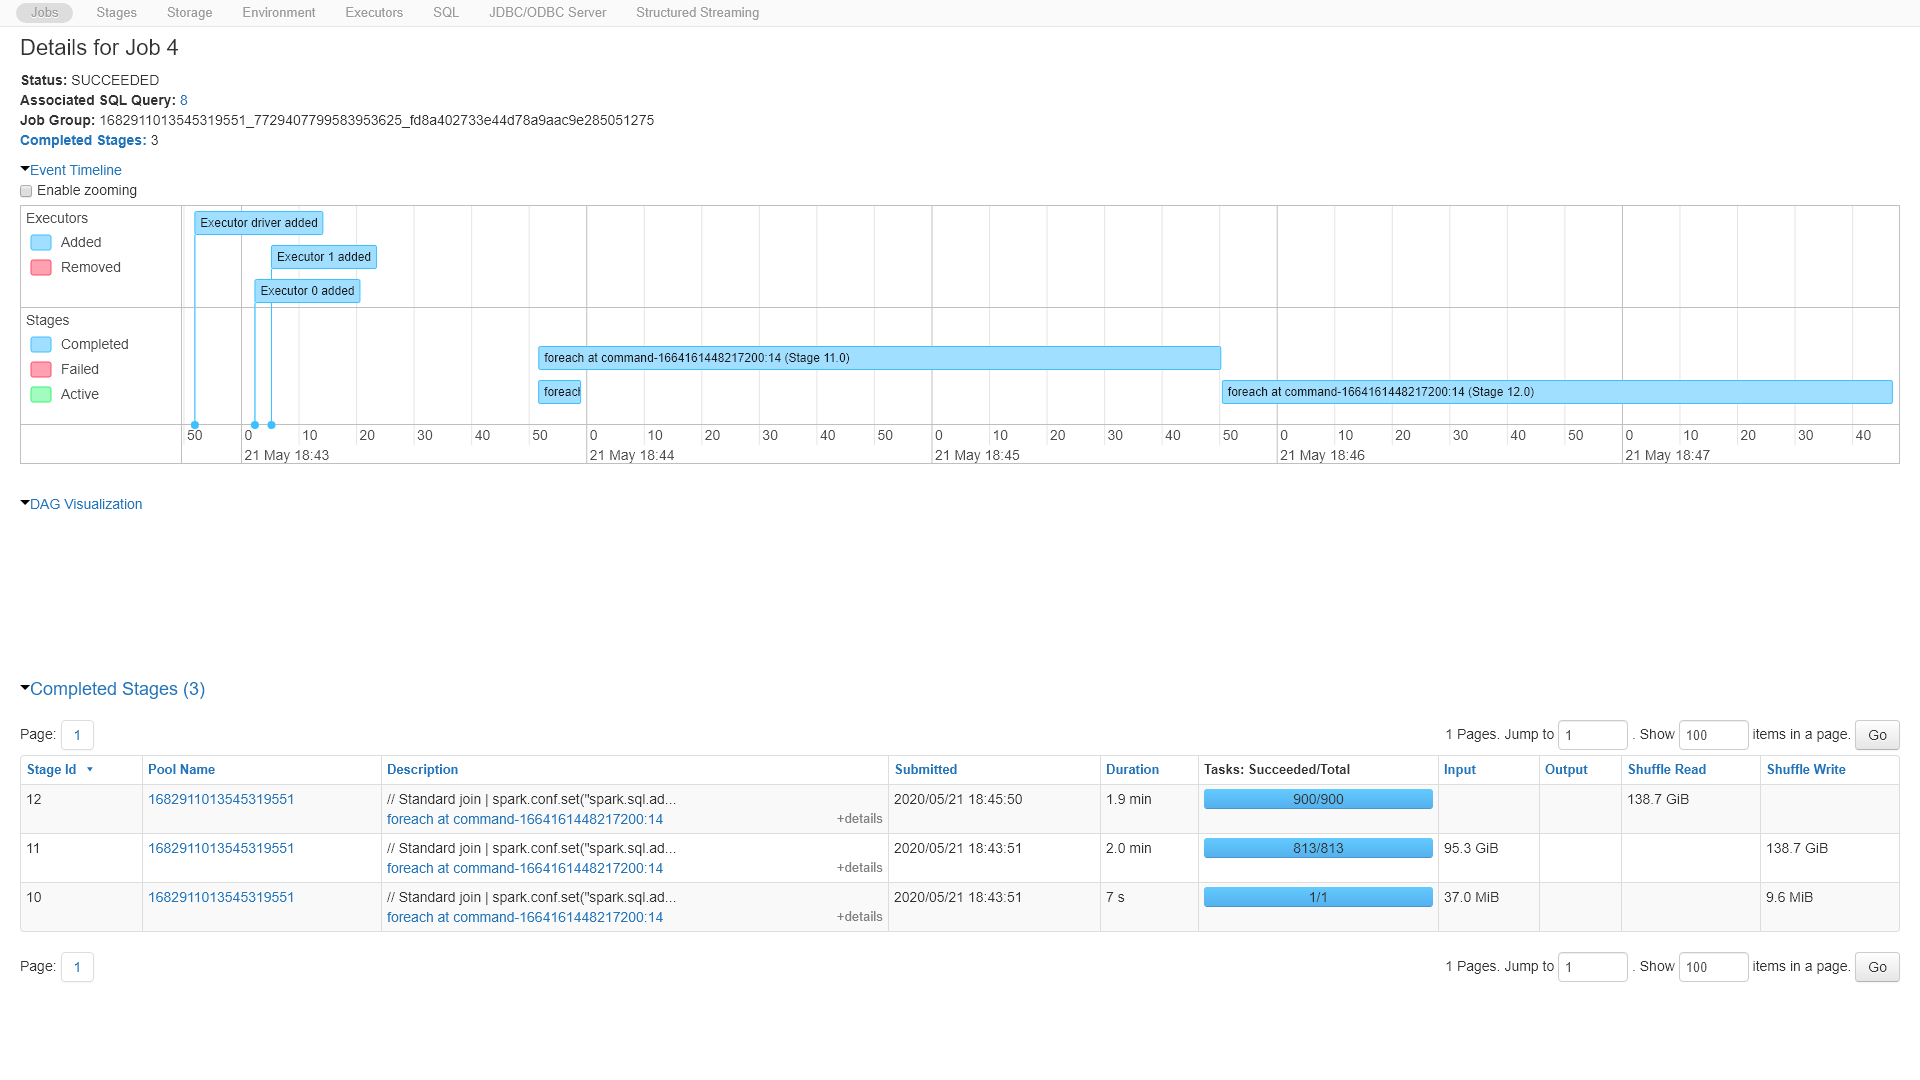 Jobs Stages Storage Environment Executors SQL JDBC/ODBC Server Structured Streaming
Details for Job 4
Status: SUCCEEDED
Associated SQL Query: 8
Job Group: 1682911013545319551_7729407799583953625_fd8a402733e44d78a9aac9e285051275
Completed Stages: 3
Event Timeline
Enable zooming
Executors
Added
Removed
Executor driver added
Executor 1 added
Executor 0 added
Stages
Completed
Failed
Active
foreach at command-1664161448217200:14 (Stage 11.0)
foreach
foreach at command-1664161448217200:14 (Stage 12.0)
50 0 10 20 30 40 50 0 10 20 30 40 50 0 10 20 30 40 50 0 10 20 30 40 50 0 10 20 30 40
21 May 18:43 21 May 18:44 21 May 18:45 21 May 18:46 21 May 18:47
DAG Visualization
Completed Stages (3)
Page: 1 1 Pages. Jump to 1 . Show 100 items in a page. Go
Stage Id Pool Name Description Submitted Duration Tasks: Succeeded/Total Input Output Shuffle Read Shuffle Write
12 1682911013545319551 // Standard join | spark.conf.set("spark.sql.ad... 2020/05/21 18:45:50 1.9 min 900/900 138.7 GiB
foreach at command-1664161448217200:14 +details
11 1682911013545319551 // Standard join | spark.conf.set("spark.sql.ad... 2020/05/21 18:43:51 2.0 min 813/813 95.3 GiB 138.7 GiB
foreach at command-1664161448217200:14 +details
10 1682911013545319551 // Standard join | spark.conf.set("spark.sql.ad... 2020/05/21 18:43:51 7 s 1/1 37.0 MiB 9.6 MiB
foreach at command-1664161448217200:14 +details
Page: 1 1 Pages. Jump to 1 . Show 100 items in a page. Go